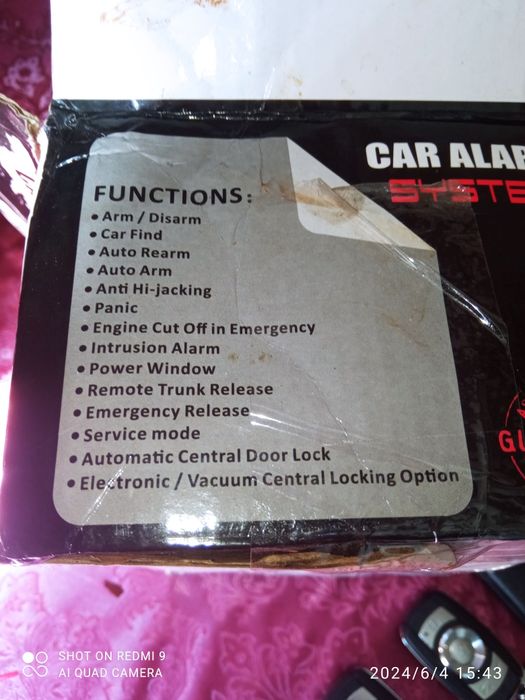 CAR ALAR
SYSTE
FUNCTIONS:
• Arm / Disarm
• Car Find
• Auto Rearm
• Auto Arm
• Anti Hi-jacking
• Panic
• Engine Cut Off in Emergency
• Intrusion Alarm
• Power Window
• Remote Trunk Release
• Emergency Release
• Service mode
• Automatic Central Door Lock
• Electronic / Vacuum Central Locking Option
SHOT ON REDMI 9
AI QUAD CAMERA
2024/6/4 15:43